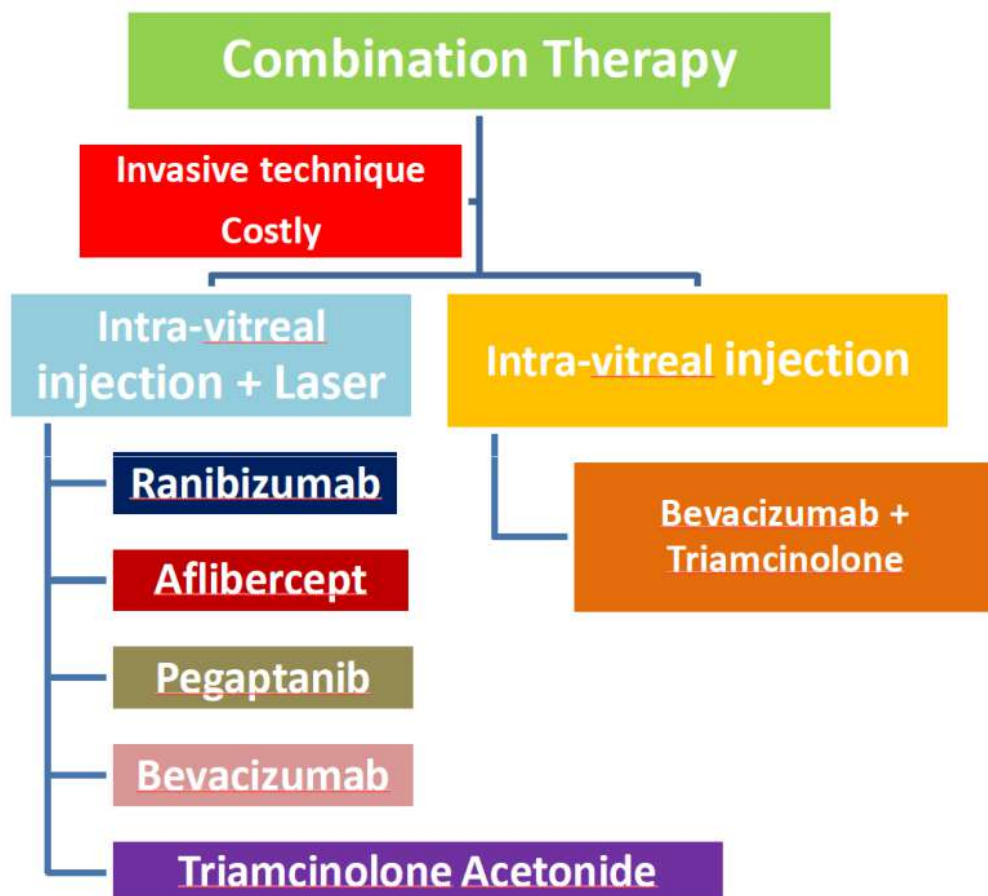 Combination Therapy
Invasive technique
Costly
Intra-vitreal
injection + Laser
Intra-vitreal injection
Ranibizumab
Aflibercept
Pegaptanib
Bevacizumab
Triamcinolone Acetonide
Bevacizumab +
Triamcinolone